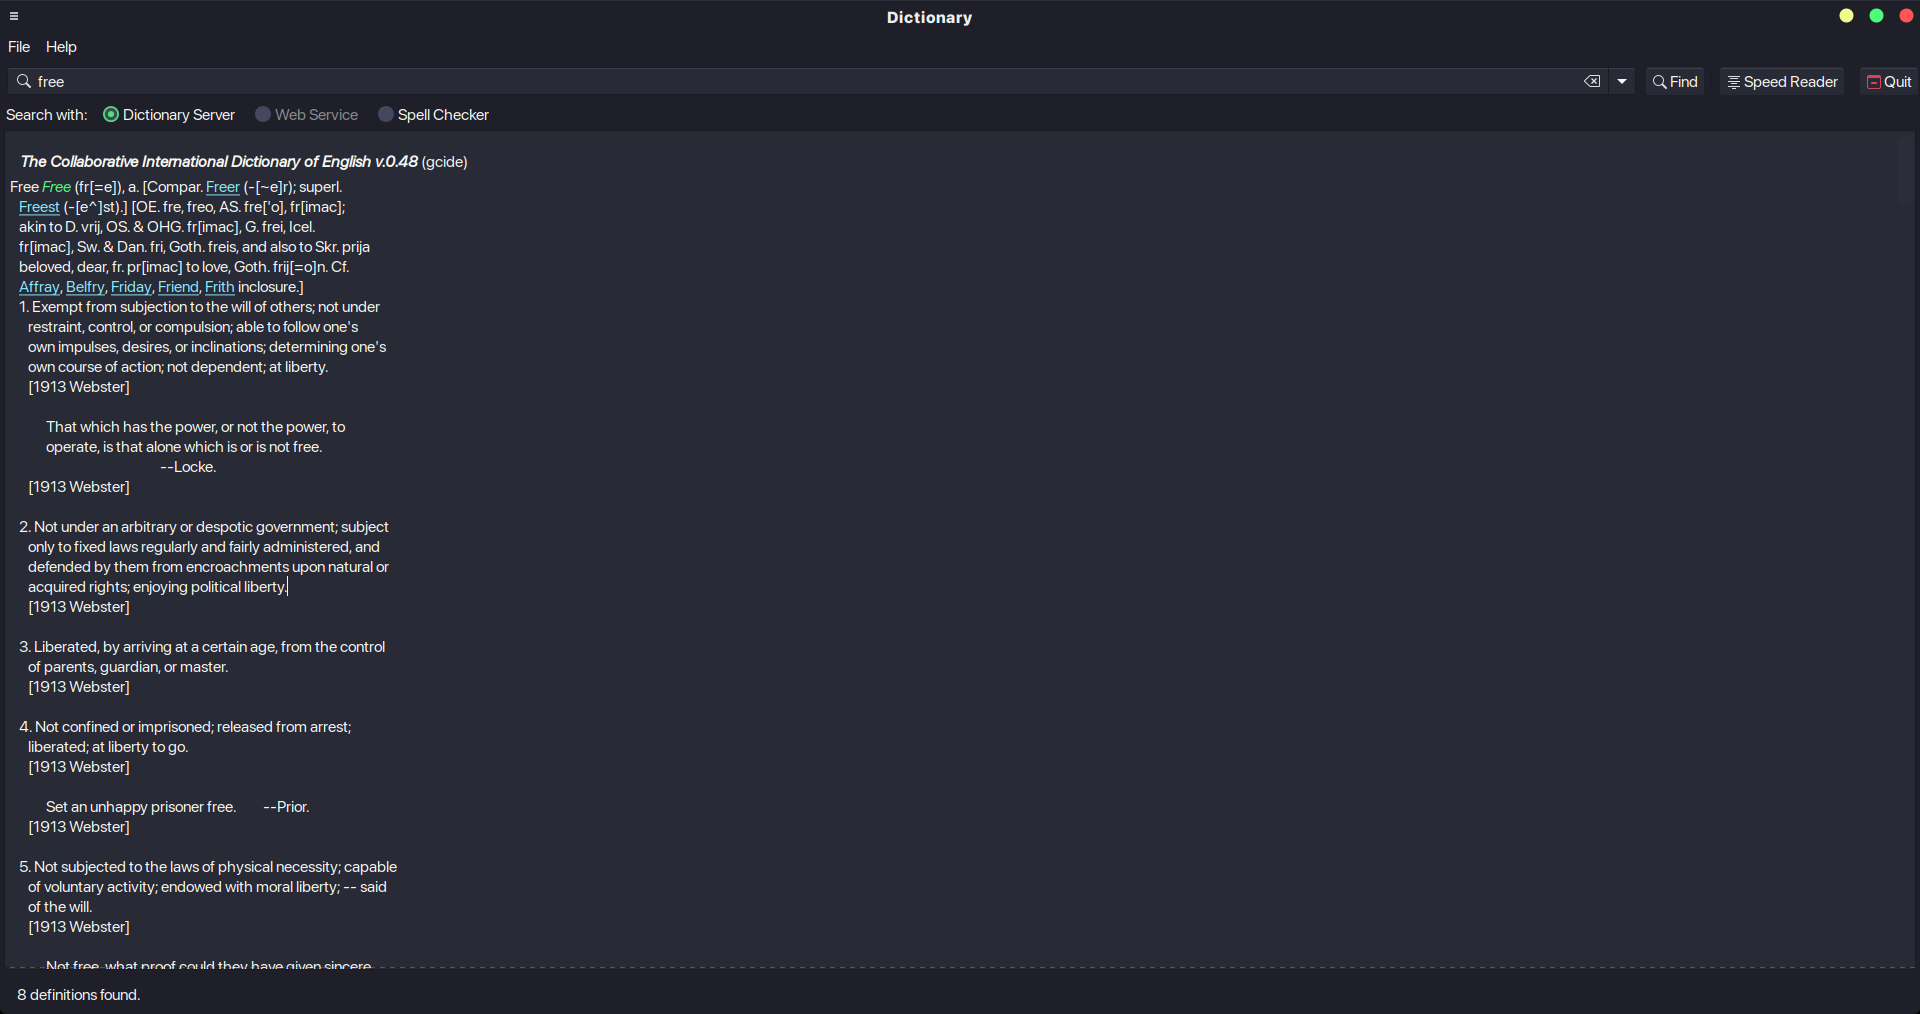 Dictionary
File Help
free Find Speed Reader Quit
Search with: Dictionary Server Web Service Spell Checker
The Collaborative International Dictionary of English v.0.48 (gcide)
Free Free (fr[=e]), a. [Compar. Freer (-[~e]r); superl.
Freest (-[e^]st).] [OE. fre, freo, AS. fre['o], fr[imac];
akin to D. vrij, OS. & OHG. fr[imac], G. frei, Icel.
fr[imac], Sw. & Dan. fri, Goth. freis, and also to Skr. prija
beloved, dear, fr. pr[imac] to love, Goth. frij[=o]n. Cf.
Affray, Belfry, Friday, Friend, Frith inclosure.]
1. Exempt from subjection to the will of others; not under
restraint, control, or compulsion; able to follow one's
own impulses, desires, or inclinations; determining one's
own course of action; not dependent; at liberty.
[1913 Webster]
That which has the power, or not the power, to
operate, is that alone which is or is not free.
--Locke.
[1913 Webster]
2. Not under an arbitrary or despotic government; subject
only to fixed laws regularly and fairly administered, and
defended by them from encroachments upon natural or
acquired rights; enjoying political liberty.
[1913 Webster]
3. Liberated, by arriving at a certain age, from the control
of parents, guardian, or master.
[1913 Webster]
4. Not confined or imprisoned; released from arrest;
liberated; at liberty to go.
[1913 Webster]
Set an unhappy prisoner free. --Prior.
[1913 Webster]
5. Not subjected to the laws of physical necessity; capable
of voluntary activity; endowed with moral liberty; -- said
of the will.
[1913 Webster]
Not free, what proof could they have given sincere
8 definitions found.